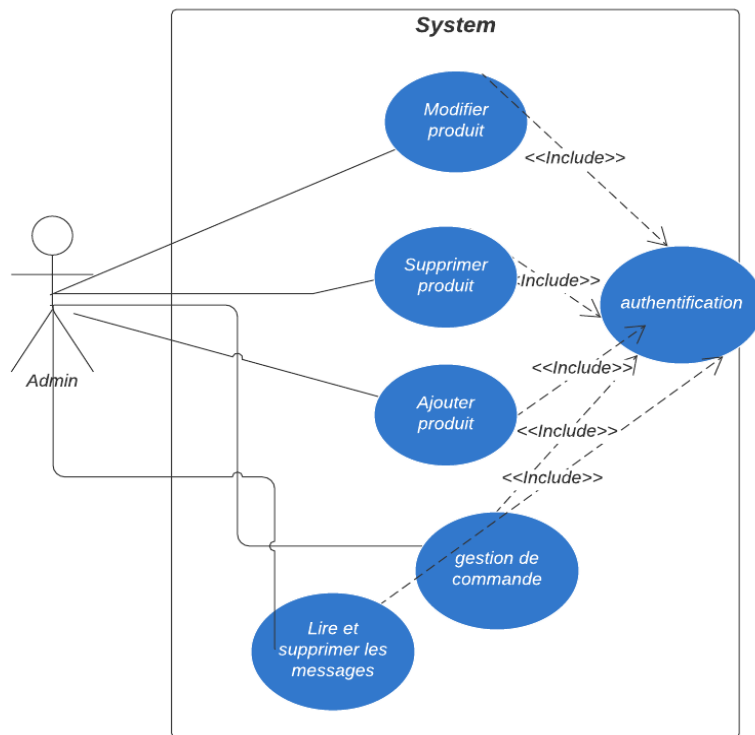 System
Modifier
produit
<<Include>>
Supprimer
produit
Include>>
authentification
Admin
<<Include>>
Ajouter
produit
<<Include>>
<<Include>>
gestion de
commande
Lire et
supprimer les
messages